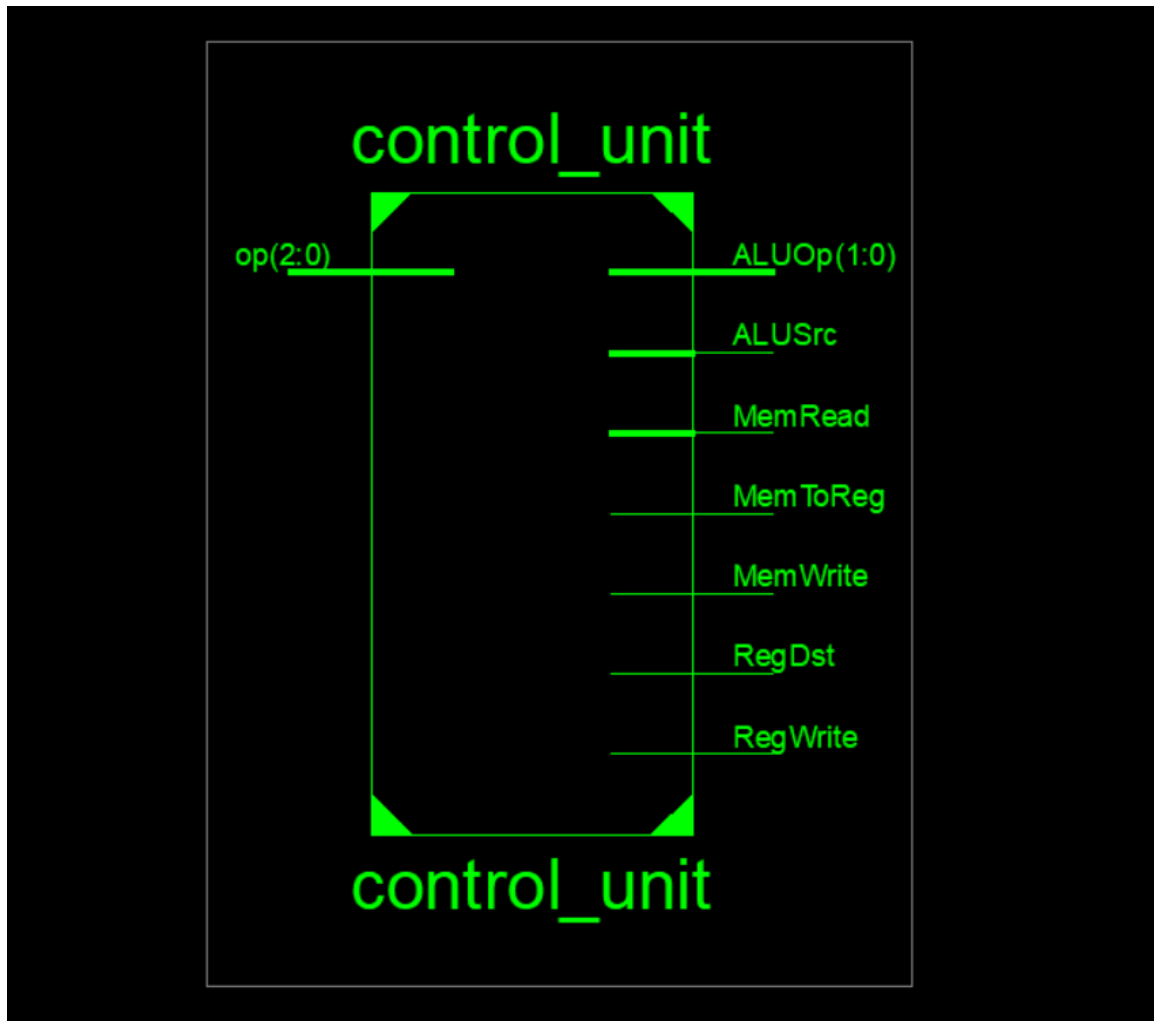 control_unit
op(2:0)
ALUOp(1:0)
ALUSrc
MemRead
MemToReg
MemWrite
RegDst
RegWrite
control_unit